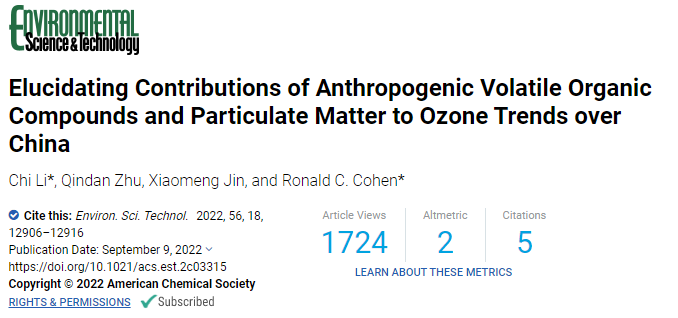 ENVIRONMENTAL
Science & Technology
Elucidating Contributions of Anthropogenic Volatile Organic
Compounds and Particulate Matter to Ozone Trends over
China
Chi Li*, Qindan Zhu, Xiaomeng Jin, and Ronald C. Cohen*
Cite this: Environ. Sci. Technol. 2022, 56, 18,
12906–12916
Publication Date: September 9, 2022
https://doi.org/10.1021/acs.est.2c03315
Copyright © 2022 American Chemical Society
RIGHTS & PERMISSIONS Subscribed
Article Views Altmetric Citations
1724 2 5
LEARN ABOUT THESE METRICS